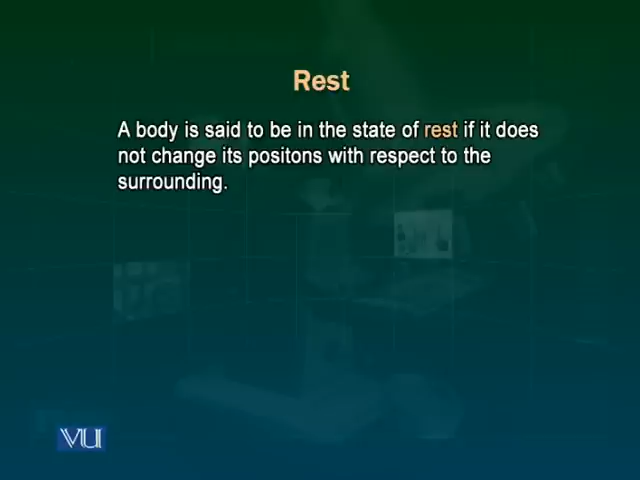 Rest
A body is said to be in the state of rest if it does
not change its positons with respect to the
surrounding.
VU